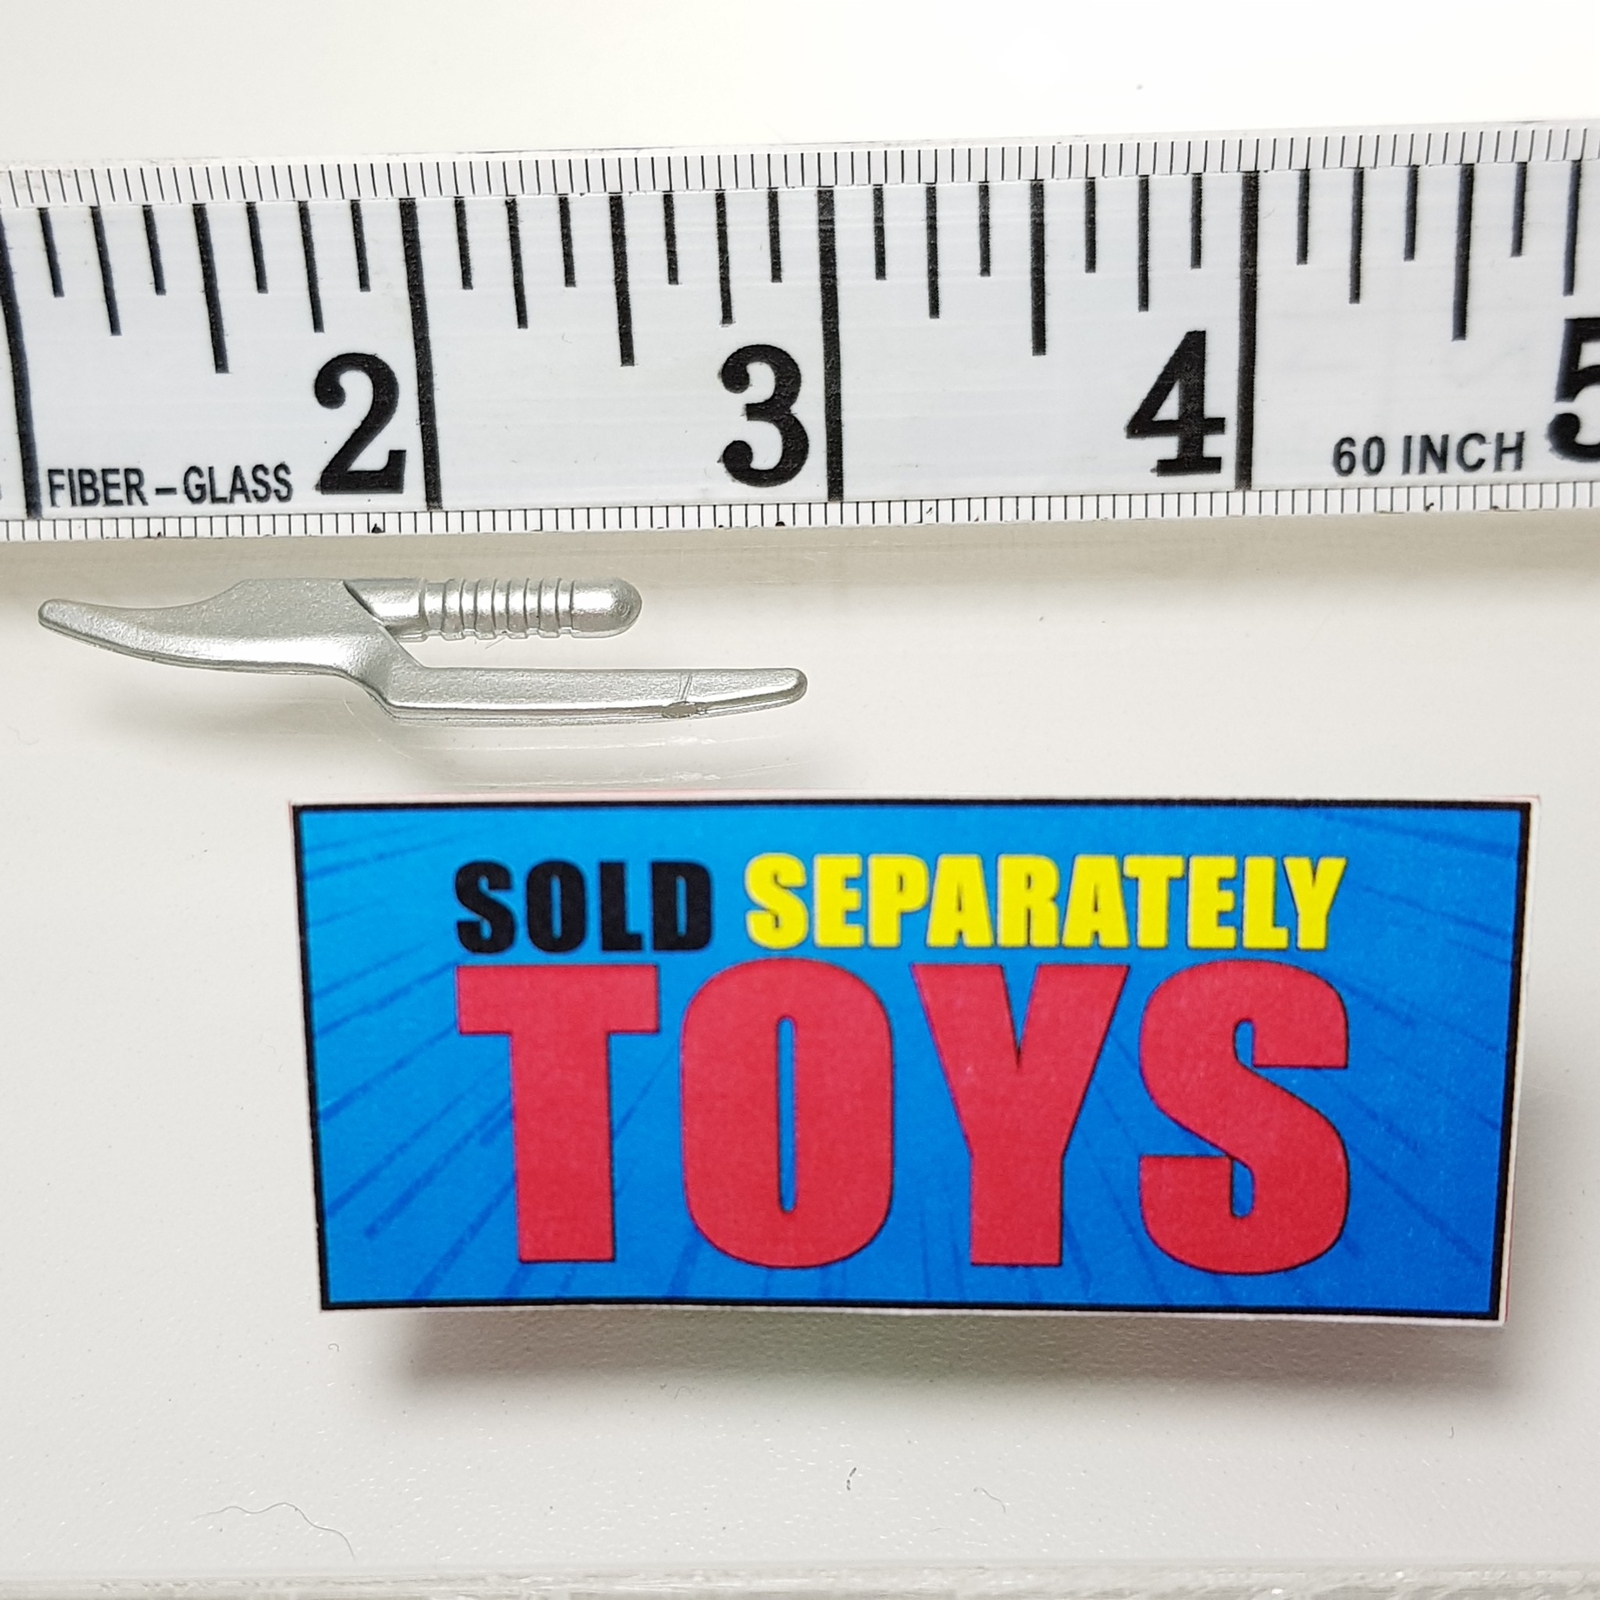 2 3 4 5
FIBER-GLASS 60 INCH
SOLD SEPARATELY
TOYS